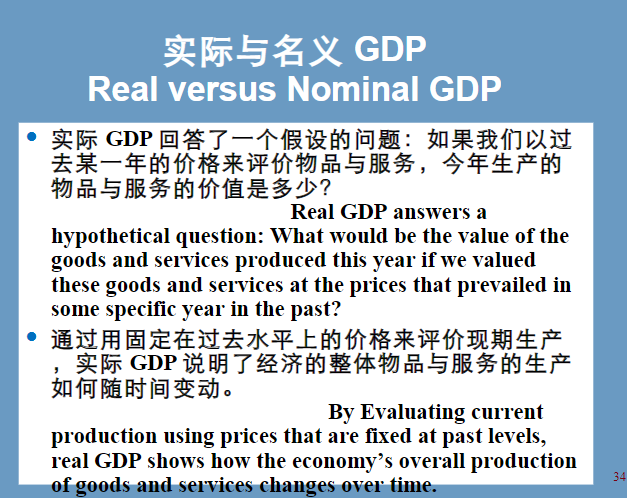 实际与名义 GDP
Real versus Nominal GDP
• 实际 GDP 回答了一个假设的问题：如果我们以过
去某一年的价格来评价物品与服务，今年生产的
物品与服务的价值是多少？
Real GDP answers a
hypothetical question: What would be the value of the
goods and services produced this year if we valued
these goods and services at the prices that prevailed in
some specific year in the past?
• 通过用固定在过去水平上的价格来评价现期生产
，实际 GDP 说明了经济的整体物品与服务的生产
如何随时间变动。
By Evaluating current
production using prices that are fixed at past levels,
real GDP shows how the economy’s overall production
of goods and services changes over time.
34